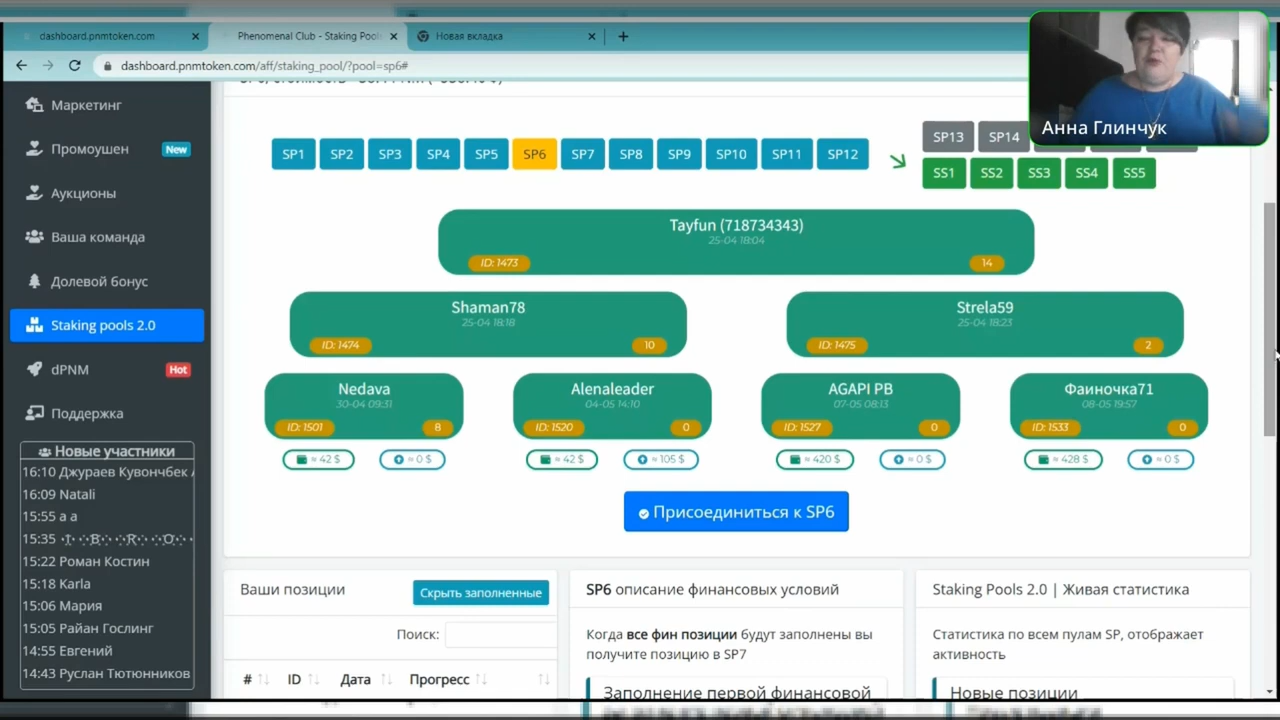 dashboard.pnmtoken.com
Phenomenal Club - Staking Pools
Новая вкладка
dashboard.pnmtoken.com/aff/staking_pool/?pool=sp6#
Анна Глинчук
Маркетинг
Промоушен New
Аукционы
Ваша команда
Долевой бонус
Staking pools 2.0
dPNM Hot
Поддержка
Новые участники
16:10 Джураев Кувончбек
16:09 Natali
15:55 a a
15:35
15:22 Роман Костин
15:18 Karla
15:06 Мария
15:05 Райан Гослинг
14:55 Евгений
14:43 Руслан Тютюнников
SP1 SP2 SP3 SP4 SP5 SP6 SP7 SP8 SP9 SP10 SP11 SP12
SP13 SP14
SS1 SS2 SS3 SS4 SS5
Tayfun (718734343)
25-04 18:04
ID: 1473 14
Shaman78
25-04 18:18
ID: 1474 10
Strela59
25-04 18:23
ID: 1475 2
Nedava
30-04 09:31
ID: 1501 8
≈ 42 $ ≈ 0 $
Alenaleader
04-05 14:10
ID: 1520 0
≈ 42 $ ≈ 105 $
AGAPI PB
07-05 08:13
ID: 1527 0
≈ 420 $ ≈ 0 $
Фаиночка71
08-05 19:57
ID: 1533 0
≈ 428 $ ≈ 0 $
Присоединиться к SP6
Ваши позиции
Скрыть заполненные
Поиск:
# ID Дата Прогресс
SP6 описание финансовых условий
Когда все фин позиции будут заполнены вы
получите позицию в SP7
Заполнение первой финансовой
Staking Pools 2.0 | Живая статистика
Статистика по всем пулам SP, отображает
активность
Новые позиции